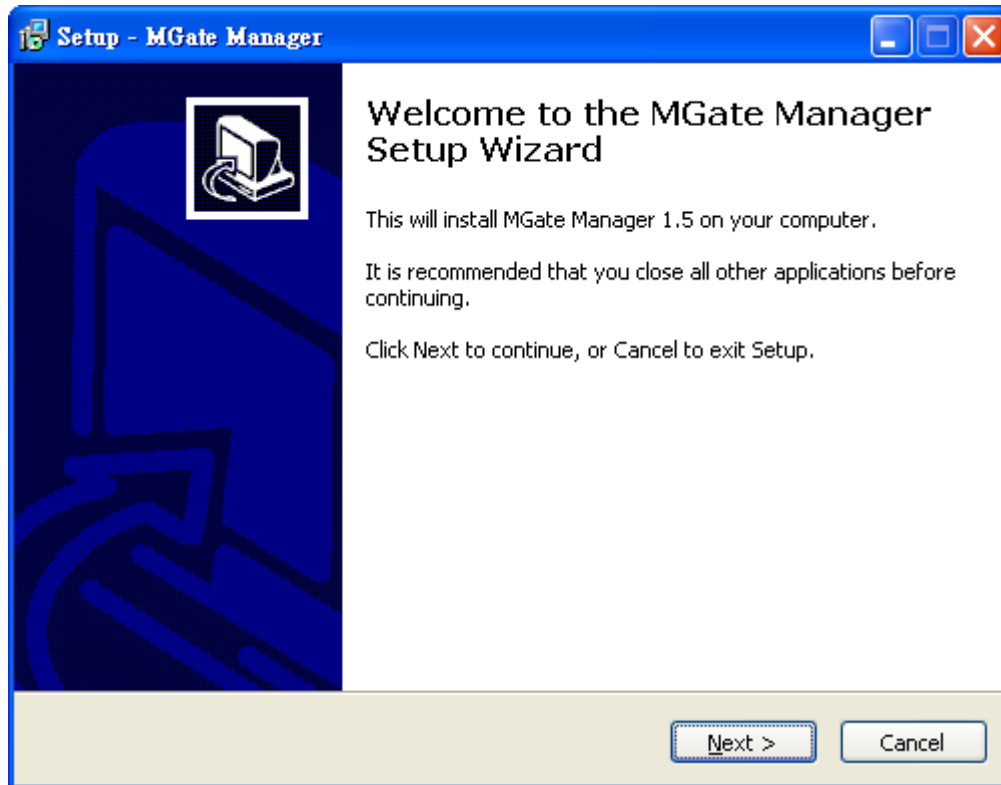 Setup - MGate Manager
Welcome to the MGate Manager
Setup Wizard
This will install MGate Manager 1.5 on your computer.
It is recommended that you close all other applications before
continuing.
Click Next to continue, or Cancel to exit Setup.
Next >
Cancel